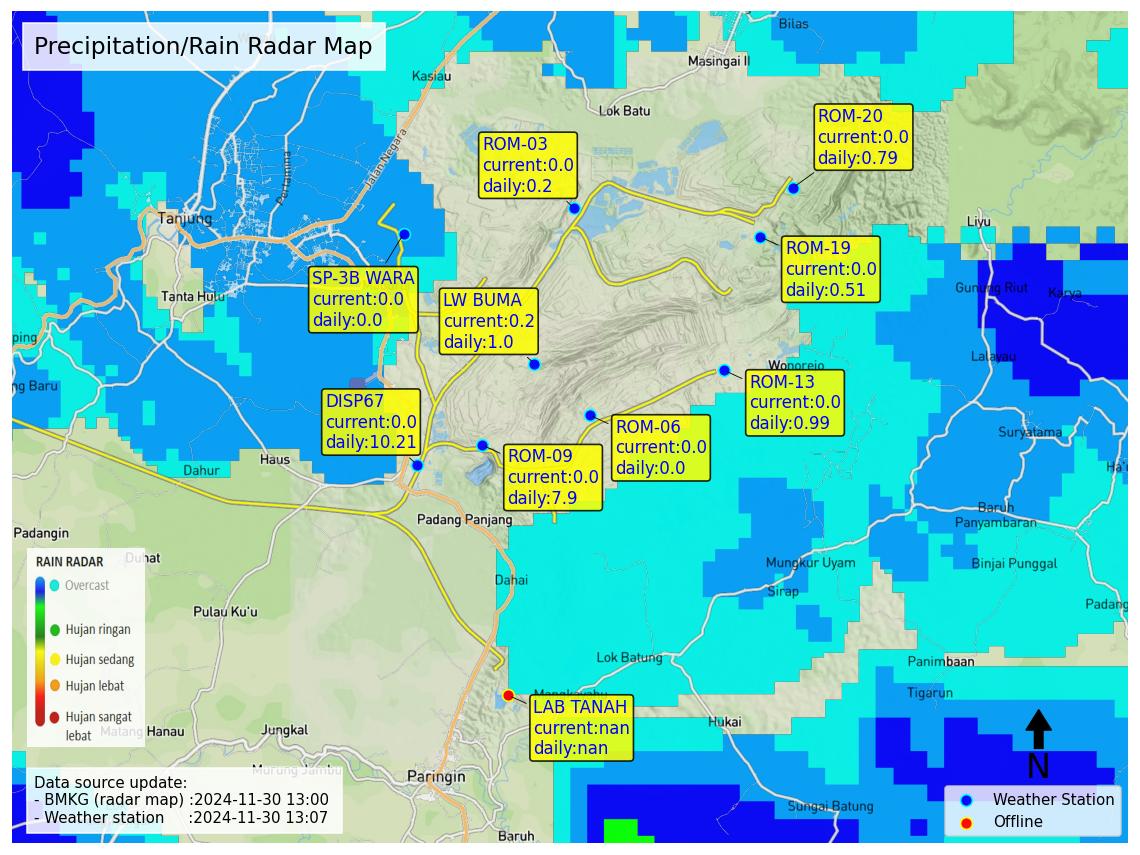 Precipitation/Rain Radar Map
Bilas
Masingai II
Kasiau
Lok Batu
Jalan Negara
Pertamina
Tanjung
Tanta Hulu
ping
ng Baru
Liyu
Gunung Riut
Karya
Lalayau
Wonorejo
Suryatama
Ha'u
Baruh
Panyambaran
Binjai Punggal
Mungkur Uyam
Sirap
Padang
Panimbaan
Tigarun
Lok Batung
Hukai
Sungai Batung
Haus
Dahur
Padangin
Duhat
Padang Panjang
Dahai
Pulau Ku'u
Jungkal
Matang Hanau
Murung Jambu
Paringin
Baruh
ROM-03
current:0.0
daily:0.2
ROM-20
current:0.0
daily:0.79
ROM-19
current:0.0
daily:0.51
SP-3B WARA
current:0.0
daily:0.0
LW BUMA
current:0.2
daily:1.0
ROM-13
current:0.0
daily:0.99
DISP67
current:0.0
daily:10.21
ROM-06
current:0.0
daily:0.0
ROM-09
current:0.0
daily:7.9
LAB TANAH
current:nan
daily:nan
RAIN RADAR
Overcast
Hujan ringan
Hujan sedang
Hujan lebat
Hujan sangat
lebat
Data source update:
- BMKG (radar map) :2024-11-30 13:00
- Weather station :2024-11-30 13:07
N
Weather Station
Offline